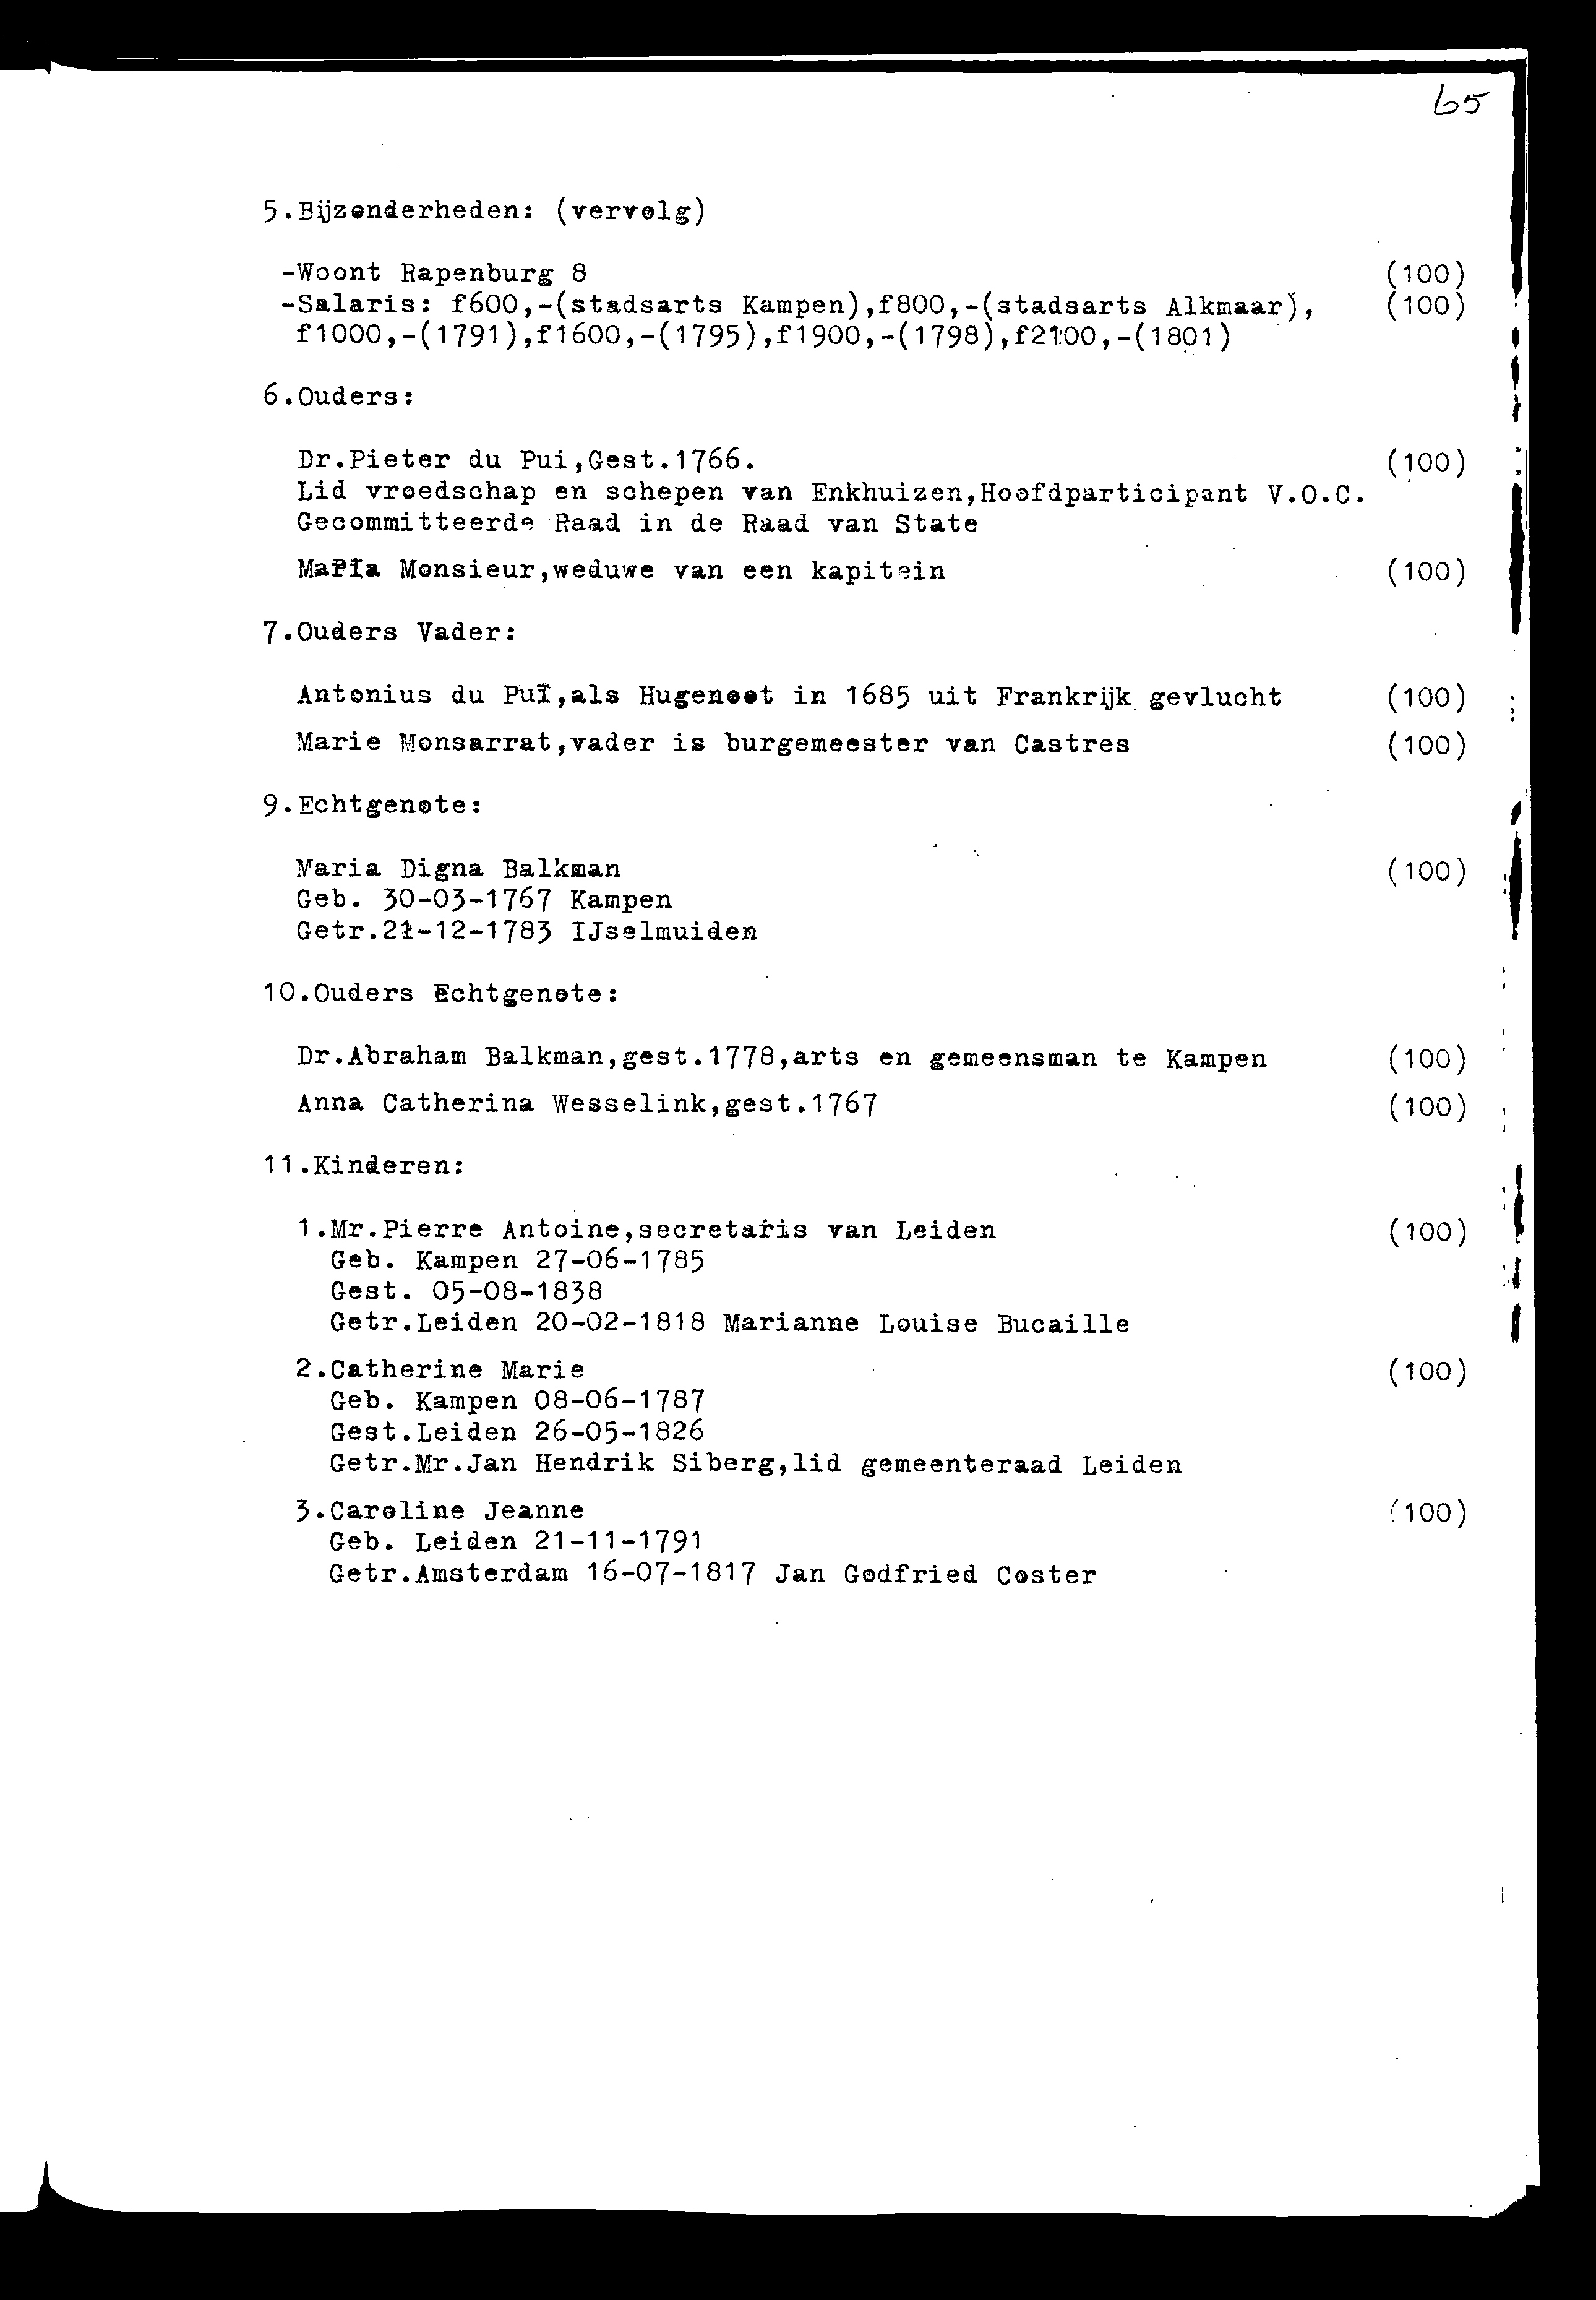 65
5.Bijzonderheden: (vervolg)
-Woont Rapenburg 8 (100)
-Salaris: f600,-(stadsarts Kampen),f800,-(stadsarts Alkmaar), (100)
f1000,-(1791),f1600,-(1795),f1900,-(1798),f2100,-(1801)
6.Ouders:
Dr.Pieter du Pui,Gest.1766. (100)
Lid vroedschap en schepen van Enkhuizen,Hoofdparticipant V.O.C.
Gecommitteerde Raad in de Raad van State
Maria Monsieur,weduwe van een kapitein (100)
7.Ouders Vader:
Antonius du Pui,als Hugenoot in 1685 uit Frankrijk gevlucht (100)
Marie Monsarrat,vader is burgemeester van Castres (100)
9.Echtgenote:
Maria Digna Balkman (100)
Geb. 30-03-1767 Kampen
Getr.21-12-1783 IJselmuiden
10.Ouders Echtgenote:
Dr.Abraham Balkman,gest.1778,arts en gemeensman te Kampen (100)
Anna Catherina Wesselink,gest.1767 (100)
11.Kinderen:
1.Mr.Pierre Antoine,secretaris van Leiden (100)
Geb. Kampen 27-06-1785
Gest. 05-08-1838
Getr.Leiden 20-02-1818 Marianne Louise Bucaille
2.Catherine Marie (100)
Geb. Kampen 08-06-1787
Gest.Leiden 26-05-1826
Getr.Mr.Jan Hendrik Siberg,lid gemeenteraad Leiden
3.Caroline Jeanne (100)
Geb. Leiden 21-11-1791
Getr.Amsterdam 16-07-1817 Jan Godfried Coster